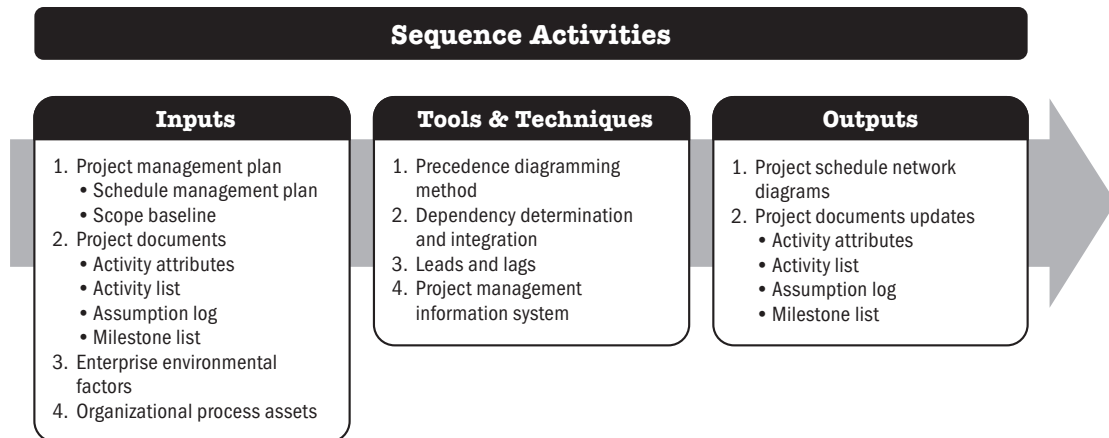 Sequence Activities
Inputs
1. Project management plan
• Schedule management plan
• Scope baseline
2. Project documents
• Activity attributes
• Activity list
• Assumption log
• Milestone list
3. Enterprise environmental
factors
4. Organizational process assets
Tools & Techniques
1. Precedence diagramming
method
2. Dependency determination
and integration
3. Leads and lags
4. Project management
information system
Outputs
1. Project schedule network
diagrams
2. Project documents updates
• Activity attributes
• Activity list
• Assumption log
• Milestone list